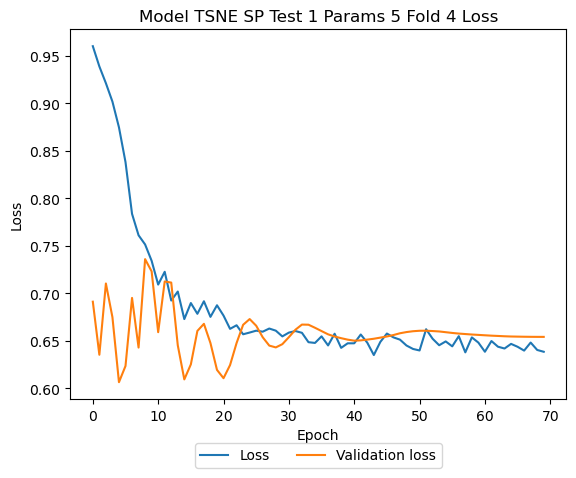 Model TSNE SP Test 1 Params 5 Fold 4 Loss
0.95
0.90
0.85
0.80
0.75
0.70
0.65
0.60
Loss
0 10 20 30 40 50 60 70
Epoch
Loss Validation loss